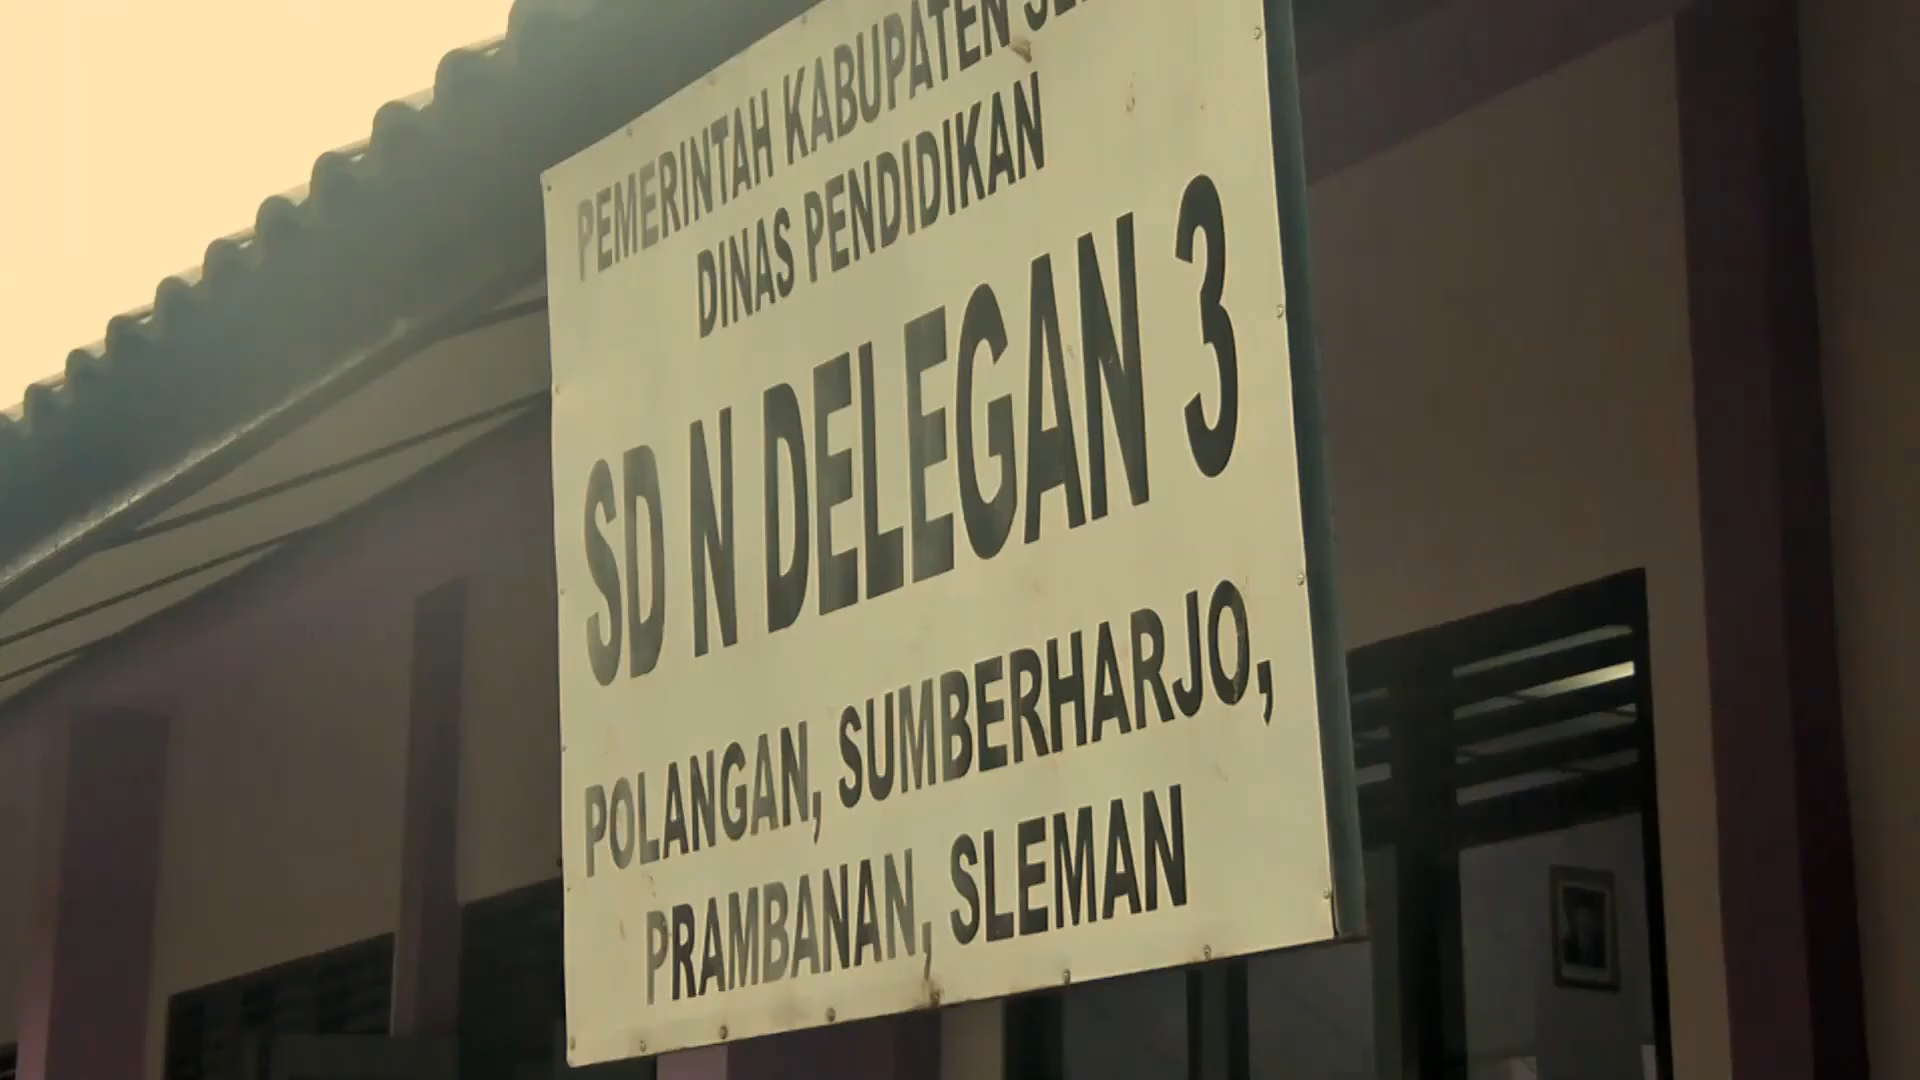 PEMERINTAH KABUPATEN
DINAS PENDIDIKAN
SD N DELEGAN 3
POLANGAN, SUMBERHARJO,
PRAMBANAN, SLEMAN